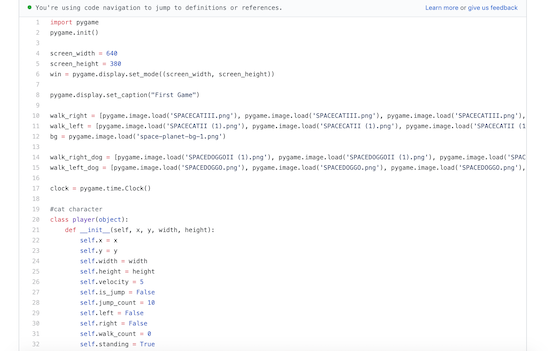 You're using code navigation to jump to definitions or references.
Learn more or give us feedback
1 import pygame
2 pygame.init()
3
4 screen_width = 640
5 screen_height = 380
6 win = pygame.display.set_mode((screen_width, screen_height))
7
8 pygame.display.set_caption("First Game")
9
10 walk_right = [pygame.image.load('SPACECATIII.png'), pygame.image.load('SPACECATIII.png'), pygame.image.load('SPACECATIII.png'),
11 walk_left = [pygame.image.load('SPACECATII (1).png'), pygame.image.load('SPACECATII (1).png'), pygame.image.load('SPACECATII (1
12 bg = pygame.image.load('space-planet-bg-1.png')
13
14 walk_right_dog = [pygame.image.load('SPACEDOGGOII (1).png'), pygame.image.load('SPACEDOGGOII (1).png'), pygame.image.load('SPAC
15 walk_left_dog = [pygame.image.load('SPACEDOGGO.png'), pygame.image.load('SPACEDOGGO.png'), pygame.image.load('SPACEDOGGO.png'),
16
17 clock = pygame.time.Clock()
18
19 #cat character
20 class player(object):
21 def __init__(self, x, y, width, height):
22 self.x = x
23 self.y = y
24 self.width = width
25 self.height = height
26 self.velocity = 5
27 self.is_jump = False
28 self.jump_count = 10
29 self.left = False
30 self.right = False
31 self.walk_count = 0
32 self.standing = True